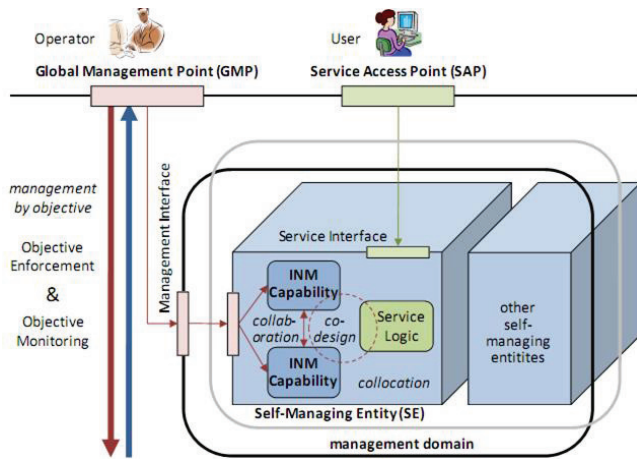 Operator
User
Global Management Point (GMP)
Service Access Point (SAP)
management
by objective
Objective
Enforcement
&
Objective
Monitoring
Management Interface
Service Interface
INM
Capability
collab-
oration
co-
design
Service
Logic
INM
Capability
collocation
Self-Managing Entity (SE)
other
self-
managing
entitites
management domain